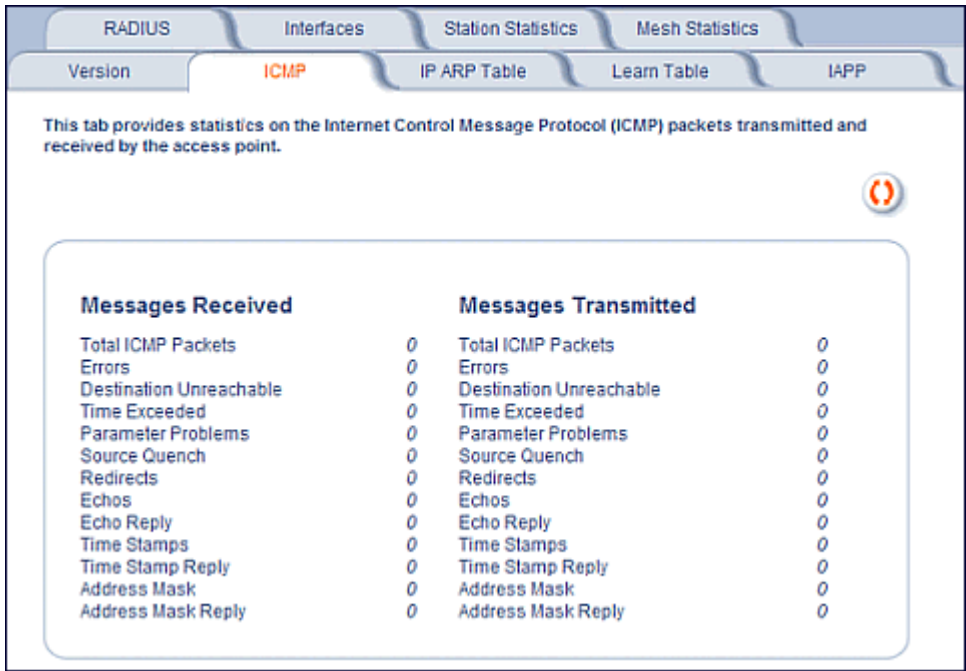 RADIUS Interfaces Station Statistics Mesh Statistics
Version ICMP IP ARP Table Learn Table IAPP
This tab provides statistics on the Internet Control Message Protocol (ICMP) packets transmitted and
received by the access point.
Messages Received Messages Transmitted
Total ICMP Packets 0 Total ICMP Packets 0
Errors 0 Errors 0
Destination Unreachable 0 Destination Unreachable 0
Time Exceeded 0 Time Exceeded 0
Parameter Problems 0 Parameter Problems 0
Source Quench 0 Source Quench 0
Redirects 0 Redirects 0
Echos 0 Echos 0
Echo Reply 0 Echo Reply 0
Time Stamps 0 Time Stamps 0
Time Stamp Reply 0 Time Stamp Reply 0
Address Mask 0 Address Mask 0
Address Mask Reply 0 Address Mask Reply 0